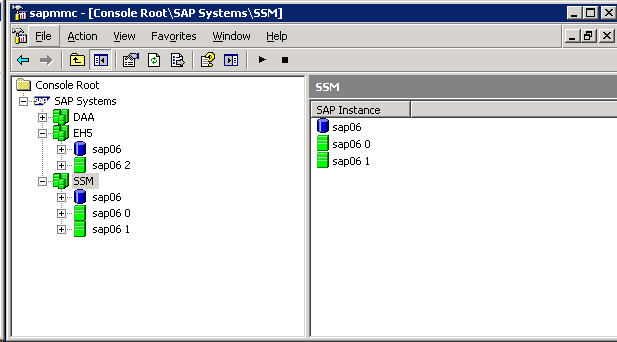 sapmmc - [Console Root\SAP Systems\SSM]
File Action View Favorites Window Help
Console Root
SAP SAP Systems
DAA
EH5
sap06
sap06 2
SSM
sap06
sap06 0
sap06 1
SSM
SAP Instance
sap06
sap06 0
sap06 1